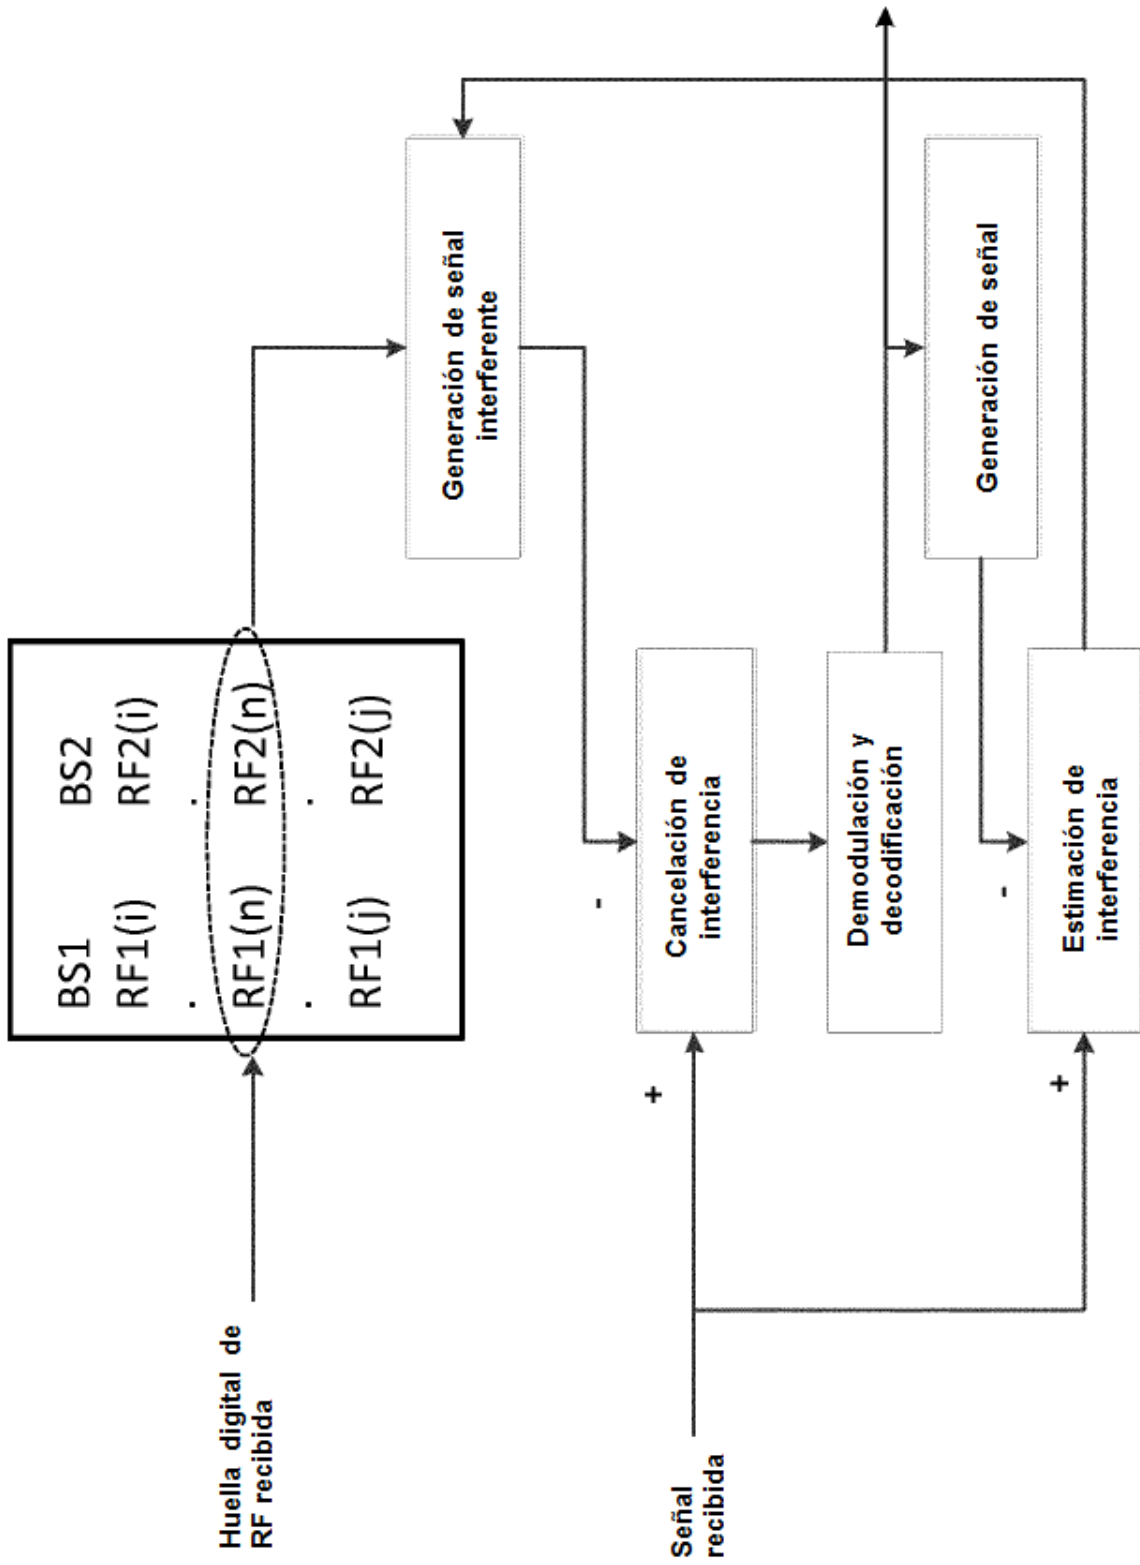 Huella digital de
RF recibida
BS1 BS2
RF1(i) RF2(i)
. .
RF1(n) RF2(n)
. .
RF1(j) RF2(j)
Generación de señal
interferente
-
+
Señal
recibida
Cancelación de
interferencia
Demodulación y
decodificación
Generación de señal
-
+
Estimación de
interferencia